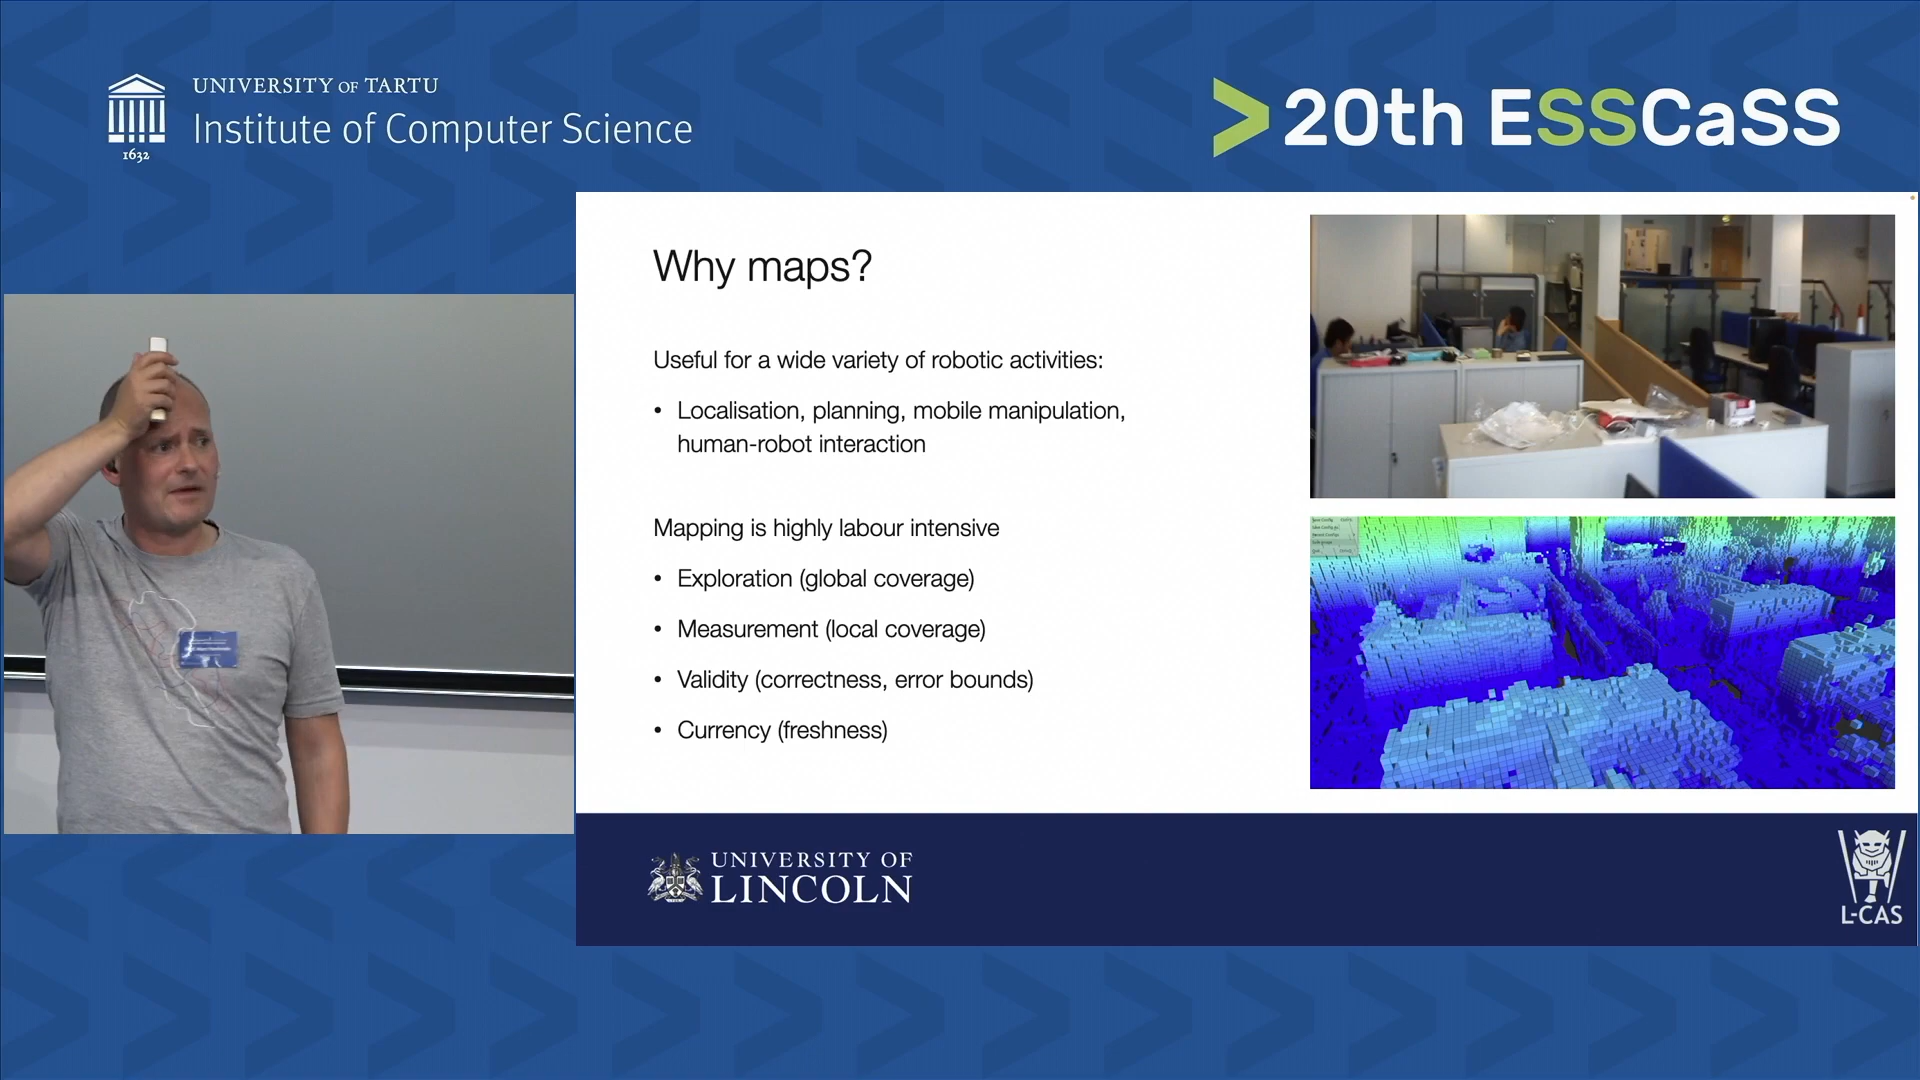 UNIVERSITY OF TARTU
Institute of Computer Science
1632
>20th ESSCaSS
Why maps?
Useful for a wide variety of robotic activities:
• Localisation, planning, mobile manipulation,
human-robot interaction
Mapping is highly labour intensive
• Exploration (global coverage)
• Measurement (local coverage)
• Validity (correctness, error bounds)
• Currency (freshness)
UNIVERSITY OF
LINCOLN
L-CAS